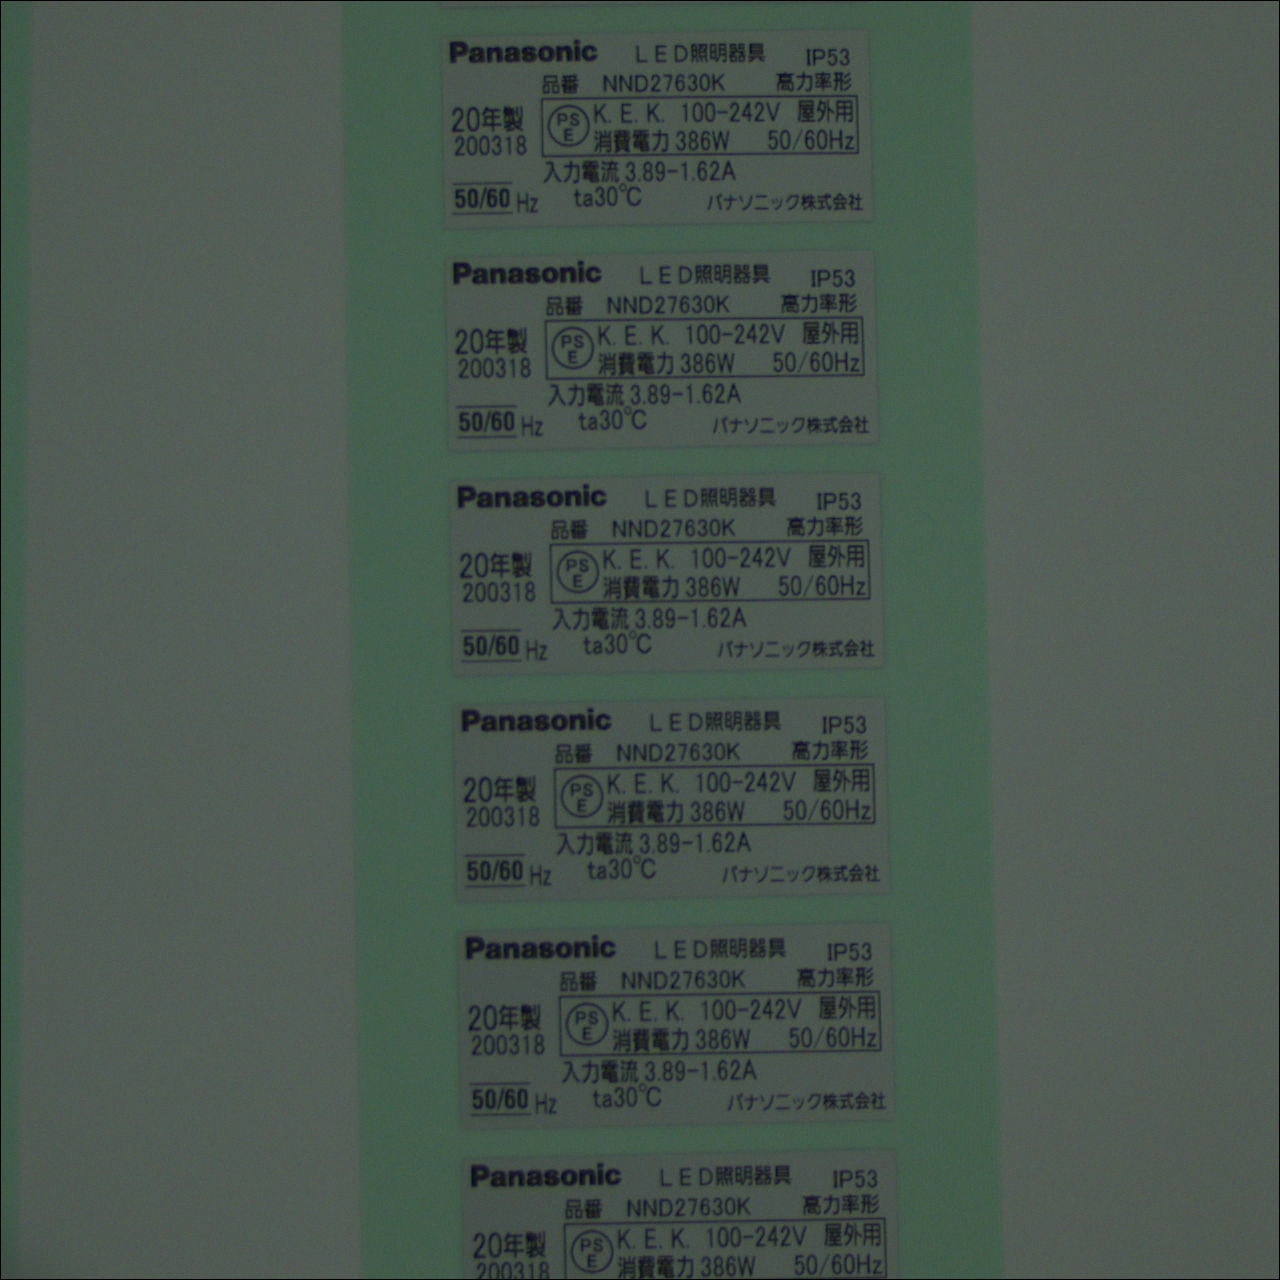 Panasonic LED照明器具 IP53
品番 NND27630K 高力率形
20年製 PS E K. E. K. 100-242V 屋外用
200318 消費電力 386W 50/60Hz
入力電流 3.89-1.62A
50/60 Hz ta30℃ パナソニック株式会社
Panasonic LED照明器具 IP53
品番 NND27630K 高力率形
20年製 PS E K. E. K. 100-242V 屋外用
200318 消費電力 386W 50/60Hz
入力電流 3.89-1.62A
50/60 Hz ta30℃ パナソニック株式会社
Panasonic LED照明器具 IP53
品番 NND27630K 高力率形
20年製 PS E K. E. K. 100-242V 屋外用
200318 消費電力 386W 50/60Hz
入力電流 3.89-1.62A
50/60 Hz ta30℃ パナソニック株式会社
Panasonic LED照明器具 IP53
品番 NND27630K 高力率形
20年製 PS E K. E. K. 100-242V 屋外用
200318 消費電力 386W 50/60Hz
入力電流 3.89-1.62A
50/60 Hz ta30℃ パナソニック株式会社
Panasonic LED照明器具 IP53
品番 NND27630K 高力率形
20年製 PS E K. E. K. 100-242V 屋外用
200318 消費電力 386W 50/60Hz
入力電流 3.89-1.62A
50/60 Hz ta30℃ パナソニック株式会社
Panasonic LED照明器具 IP53
品番 NND27630K 高力率形
20年製 PS E K. E. K. 100-242V 屋外用
200318 消費電力 386W 50/60Hz